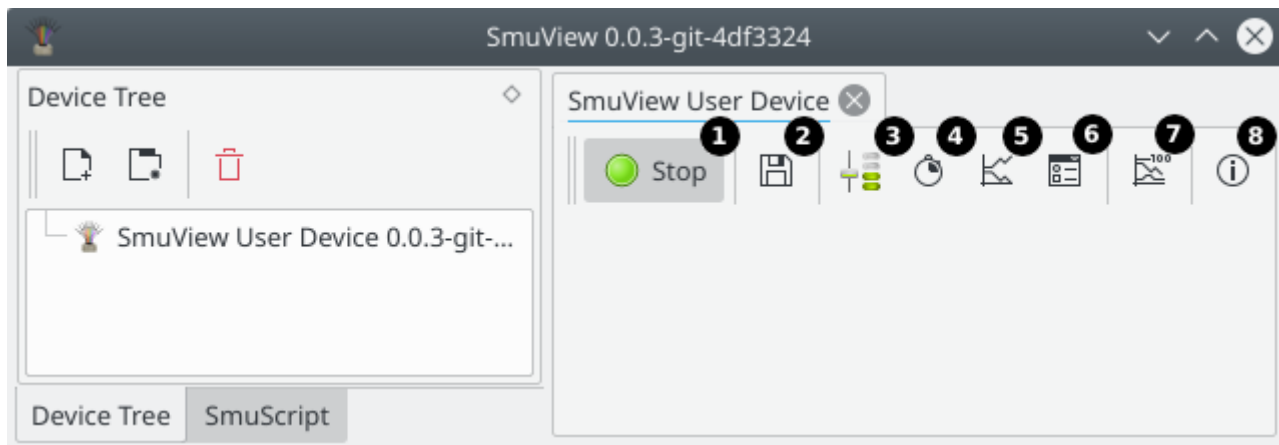 SmuView 0.0.3-git-4df3324
Device Tree
SmuView User Device
1 2 3 4 5 6 7 8
Stop
100
SmuView User Device 0.0.3-git-...
Device Tree SmuScript